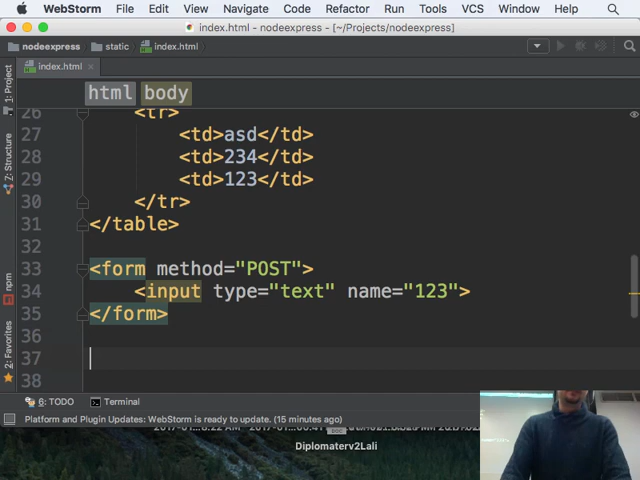 WebStorm File Edit View Navigate Code Refactor Run Tools VCS Window Help
index.html - nodeexpress - [~/Projects/nodeexpress]
nodeexpress static index.html
index.html
html body
1: Project
7: Structure
npm
2: Favorites
26 <tr>
27 <td>asd</td>
28 <td>234</td>
29 <td>123</td>
30 </tr>
31 </table>
32
33 <form method="POST">
34 <input type="text" name="123">
35 </form>
36
37
38
6: TODO Terminal
Platform and Plugin Updates: WebStorm is ready to update. (15 minutes ago)
Diplomaterv2Lali